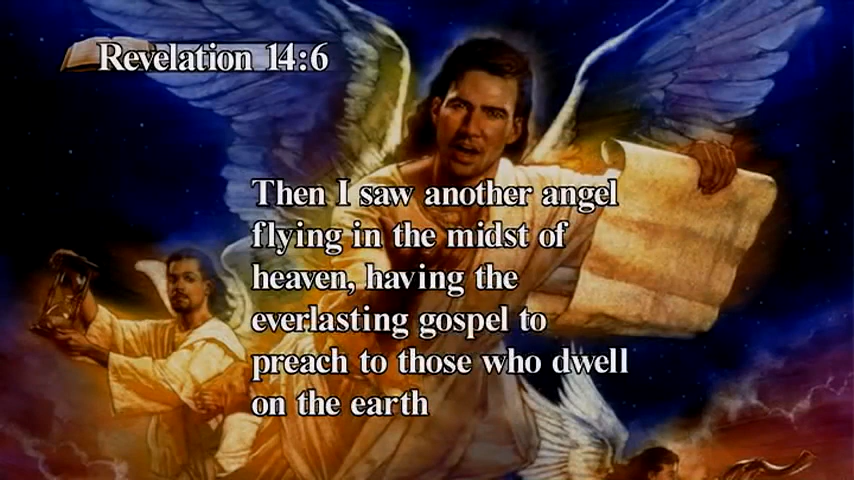 Revelation 14:6
Then I saw another angel
flying in the midst of
heaven, having the
everlasting gospel to
preach to those who dwell
on the earth